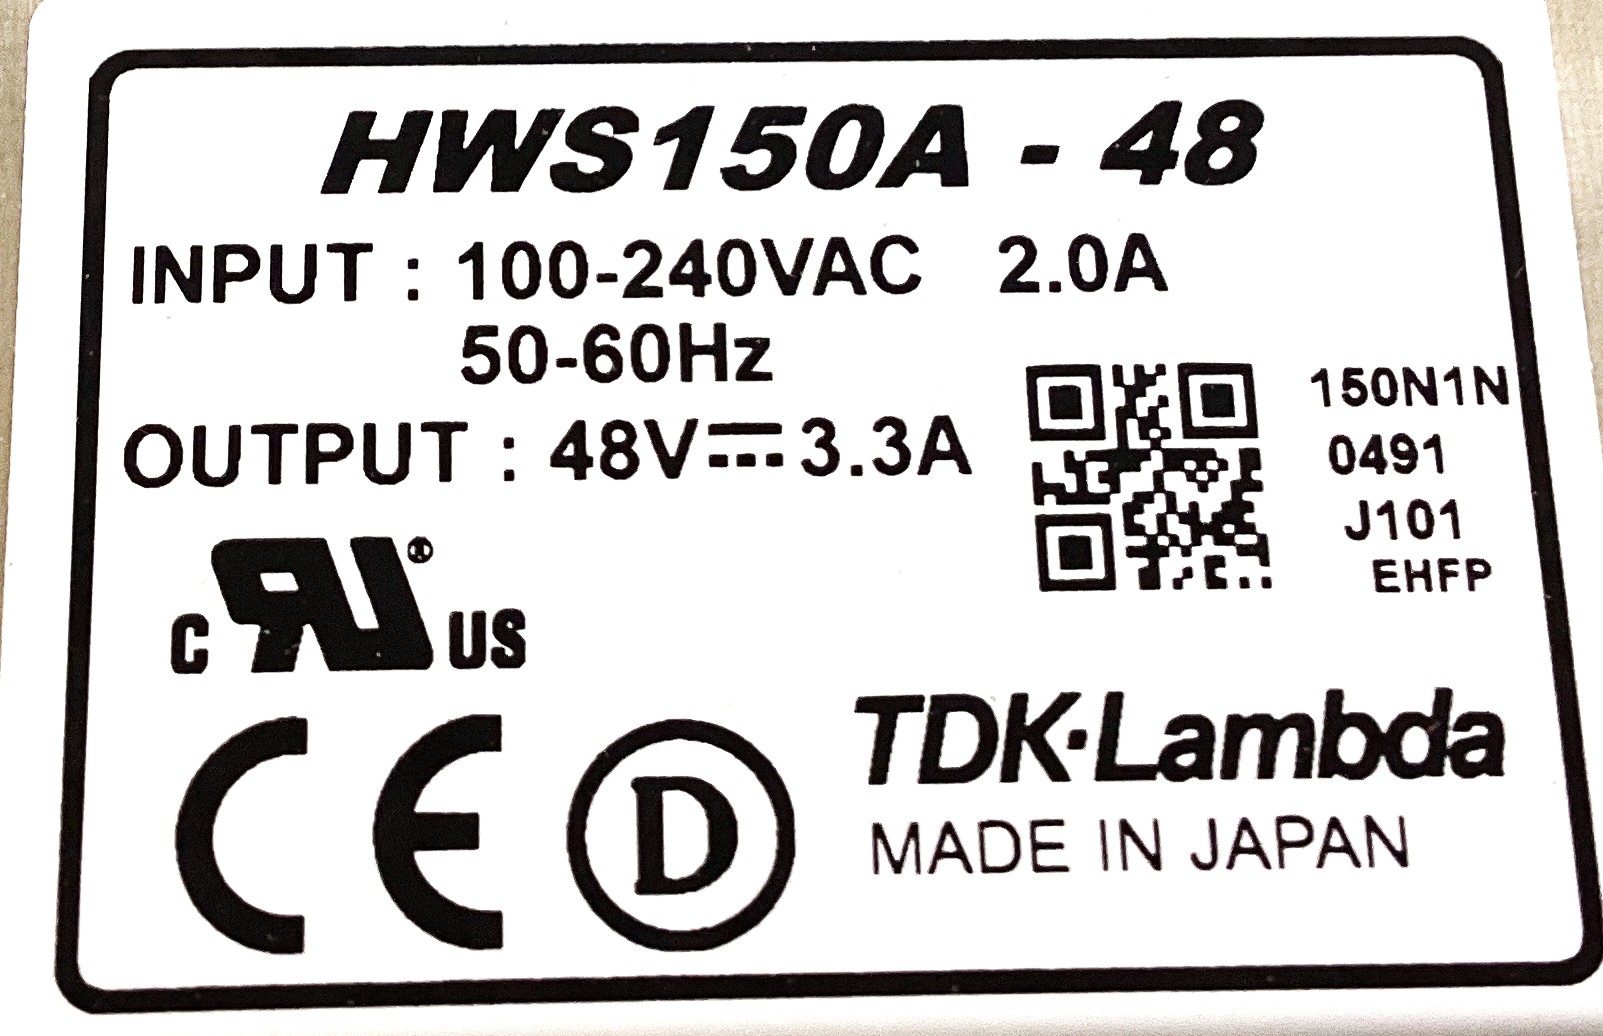 HWS150A - 48
INPUT : 100-240VAC 2.0A
50-60Hz
OUTPUT : 48V⎓3.3A
150N1N
0491
J101
EHFP
C RU® US
CE D
TDK·Lambda
MADE IN JAPAN